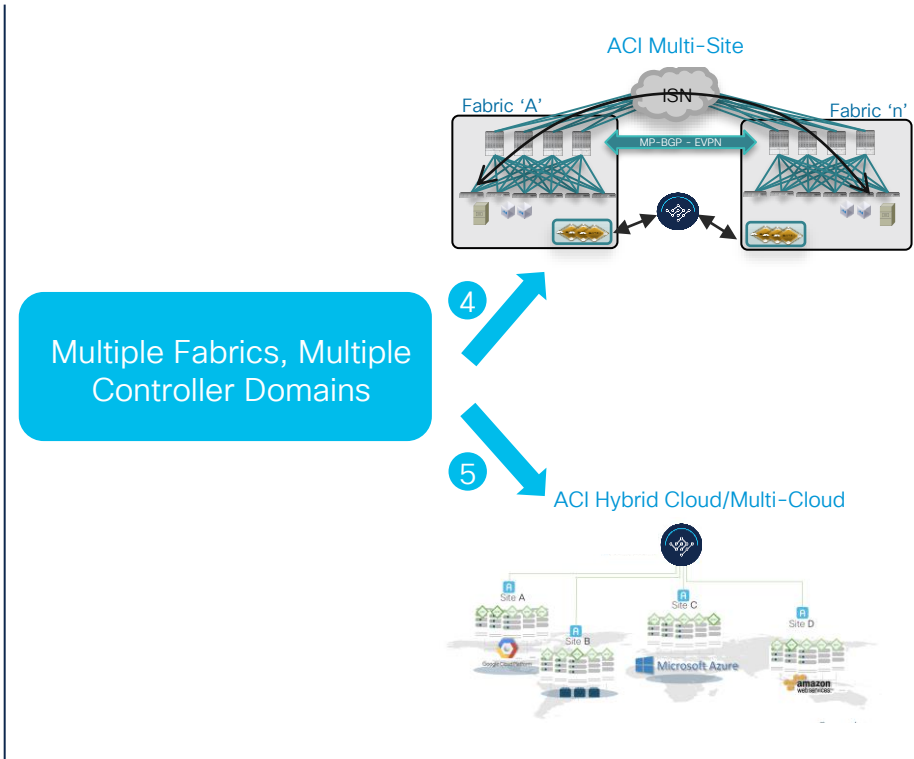 ACI Multi-Site
ISN
Fabric ‘A’
Fabric ‘n’
MP-BGP - EVPN
4
Multiple Fabrics, Multiple
Controller Domains
5
ACI Hybrid Cloud/Multi-Cloud
A
Site A
A
Site C
A
Site D
A
Site B
Google Cloud Platform
Microsoft Azure
amazon
web services